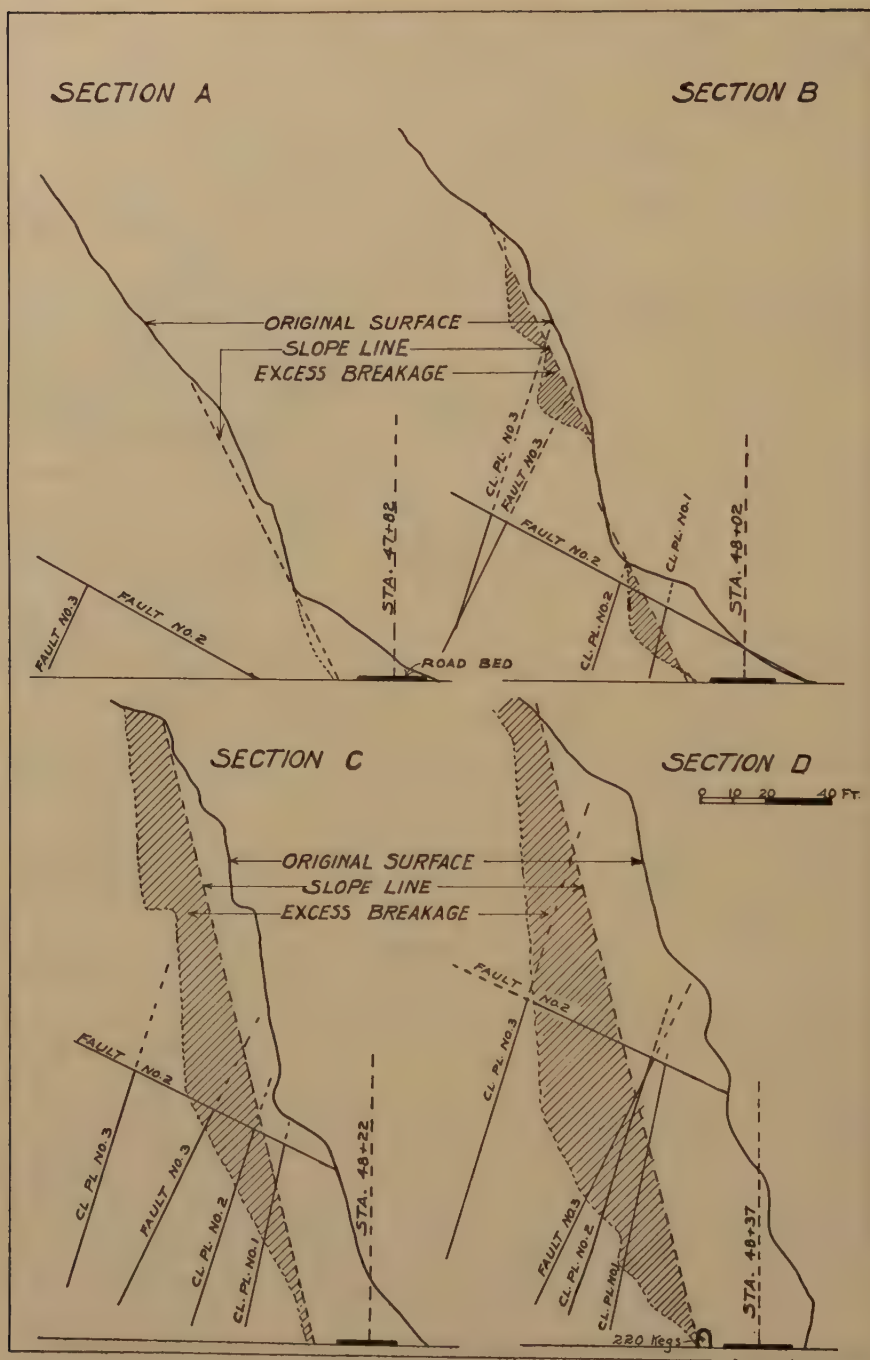 SECTION A
SECTION B
ORIGINAL SURFACE
SLOPE LINE
EXCESS BREAKAGE
CL. PL. NO. 3
FAULT NO. 3
FAULT NO. 2
CL. PL. NO. 1
CL. PL. NO. 2
STA. 47+82
STA. 48+02
FAULT NO. 3
FAULT NO. 2
ROAD BED
SECTION C
SECTION D
0 10 20 40 FT.
ORIGINAL SURFACE
SLOPE LINE
EXCESS BREAKAGE
FAULT NO. 2
FAULT NO. 2
CL. PL. NO. 3
CL. PL. NO. 3
FAULT NO. 3
CL. PL. NO. 2
CL. PL. NO. 1
STA. 48+22
FAULT NO. 3
CL. PL. NO. 2
CL. PL. NO. 1
STA. 48+37
220 Kegs